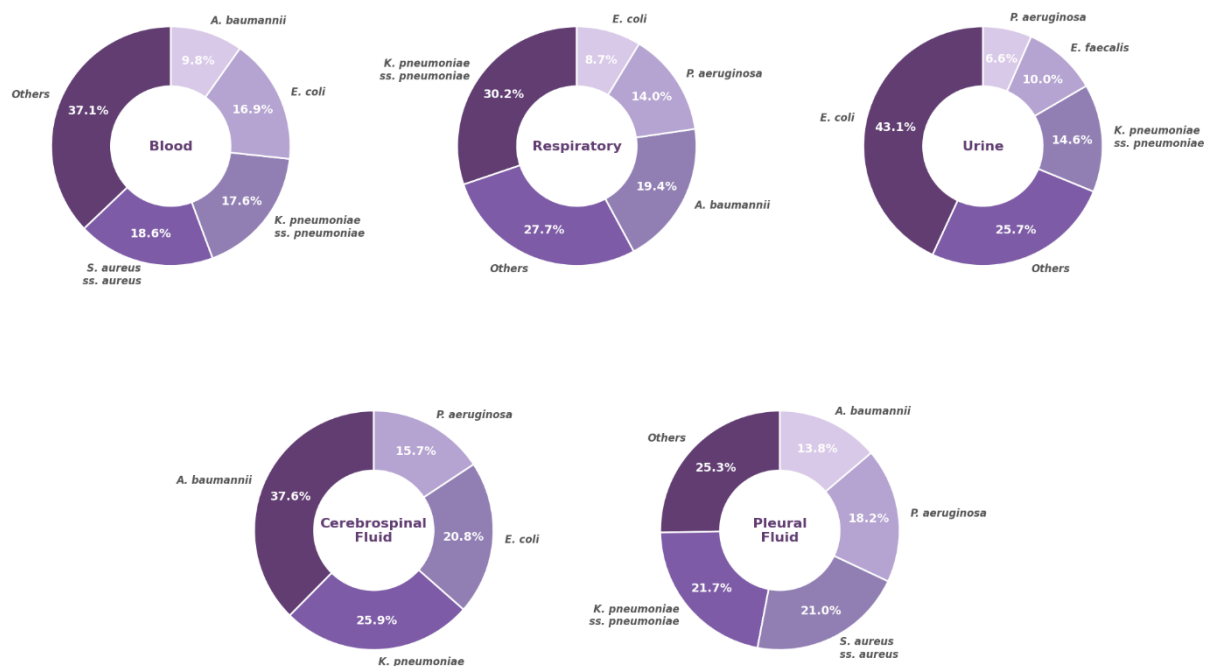 A. baumannii
9.8%
E. coli
16.9%
K. pneumoniae
ss. pneumoniae
17.6%
S. aureus
ss. aureus
18.6%
Others
37.1%
Blood
E. coli
8.7%
P. aeruginosa
14.0%
A. baumannii
19.4%
Others
27.7%
K. pneumoniae
ss. pneumoniae
30.2%
Respiratory
P. aeruginosa
6.6%
E. faecalis
10.0%
K. pneumoniae
ss. pneumoniae
14.6%
Others
25.7%
E. coli
43.1%
Urine
P. aeruginosa
15.7%
E. coli
20.8%
K. pneumoniae
25.9%
A. baumannii
37.6%
Cerebrospinal
Fluid
A. baumannii
13.8%
P. aeruginosa
18.2%
S. aureus
ss. aureus
21.0%
K. pneumoniae
ss. pneumoniae
21.7%
Others
25.3%
Pleural
Fluid